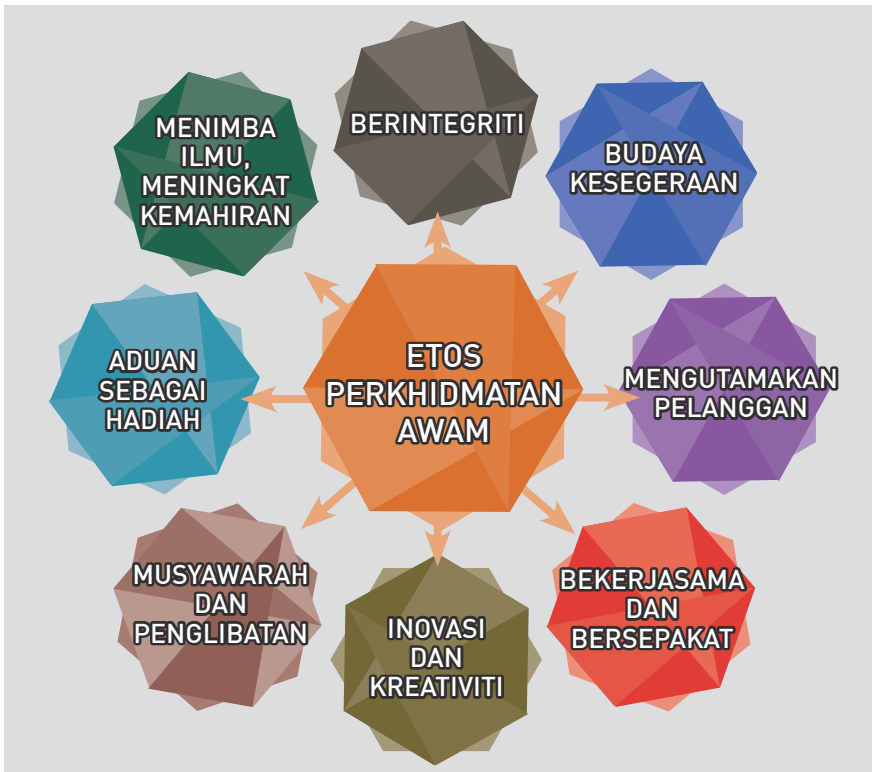 ETOS
PERKHIDMATAN
AWAM
BERINTEGRITI
BUDAYA
KESEGERAAN
MENGUTAMAKAN
PELANGGAN
BEKERJASAMA
DAN
BERSEPAKAT
INOVASI
DAN
KREATIVITI
MUSYAWARAH
DAN
PENGLIBATAN
ADUAN
SEBAGAI
HADIAH
MENIMBA
ILMU,
MENINGKAT
KEMAHIRAN